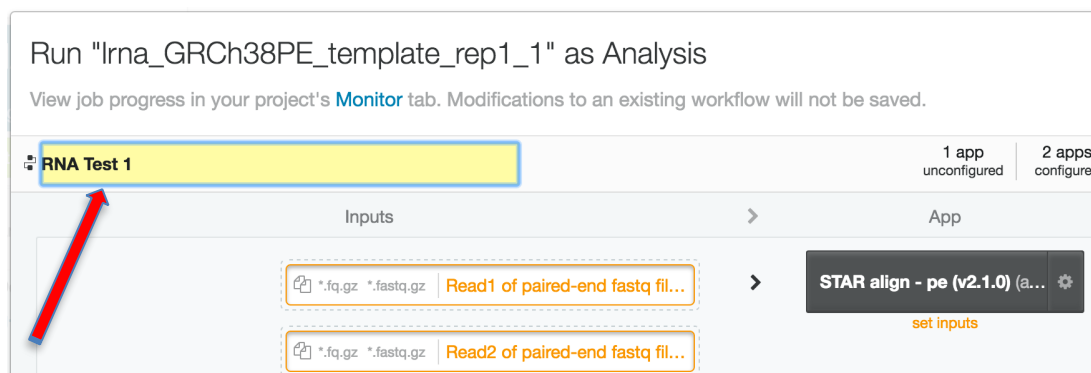 Run "lrna_GRCh38PE_template_rep1_1" as Analysis
View job progress in your project's Monitor tab. Modifications to an existing workflow will not be saved.
RNA Test 1
1 app
unconfigured
2 apps
configure
Inputs
App
*.fq.gz *.fastq.gz Read1 of paired-end fastq fil...
STAR align - pe (v2.1.0) (a...
set inputs
*.fq.gz *.fastq.gz Read2 of paired-end fastq fil...